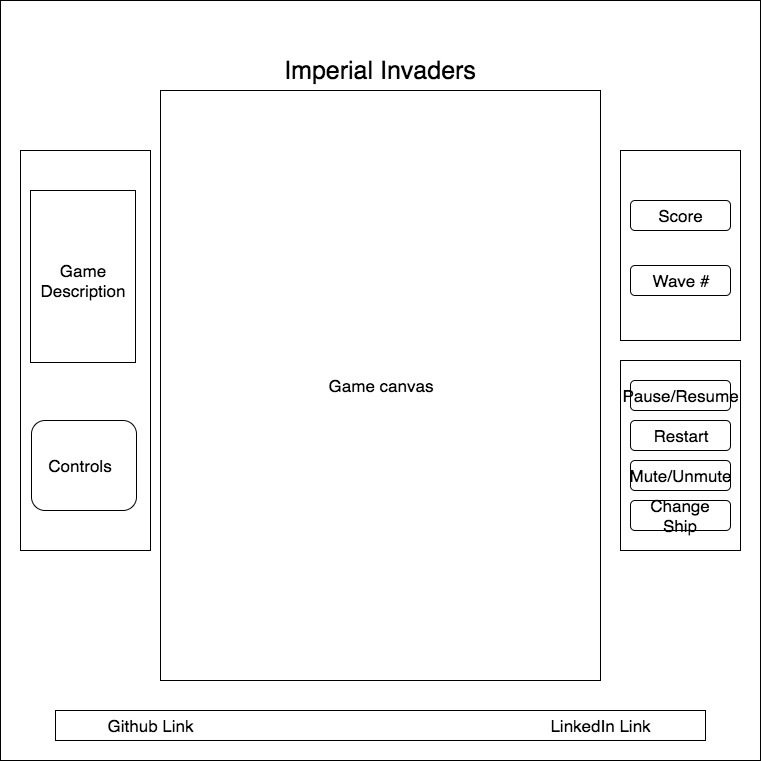 Imperial Invaders
Game
Description
Controls
Game canvas
Score
Wave #
Pause/Resume
Restart
Mute/Unmute
Change
Ship
Github Link
LinkedIn Link